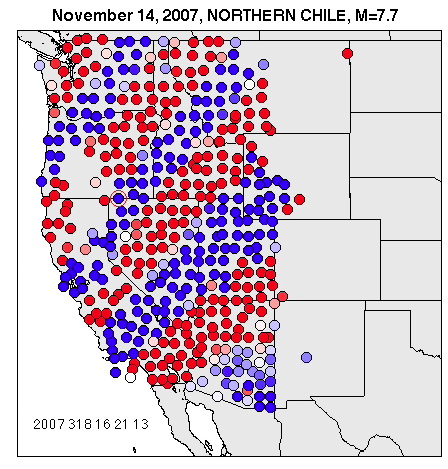 November 14, 2007, NORTHERN CHILE, M=7.7
2007 318 16 21 13